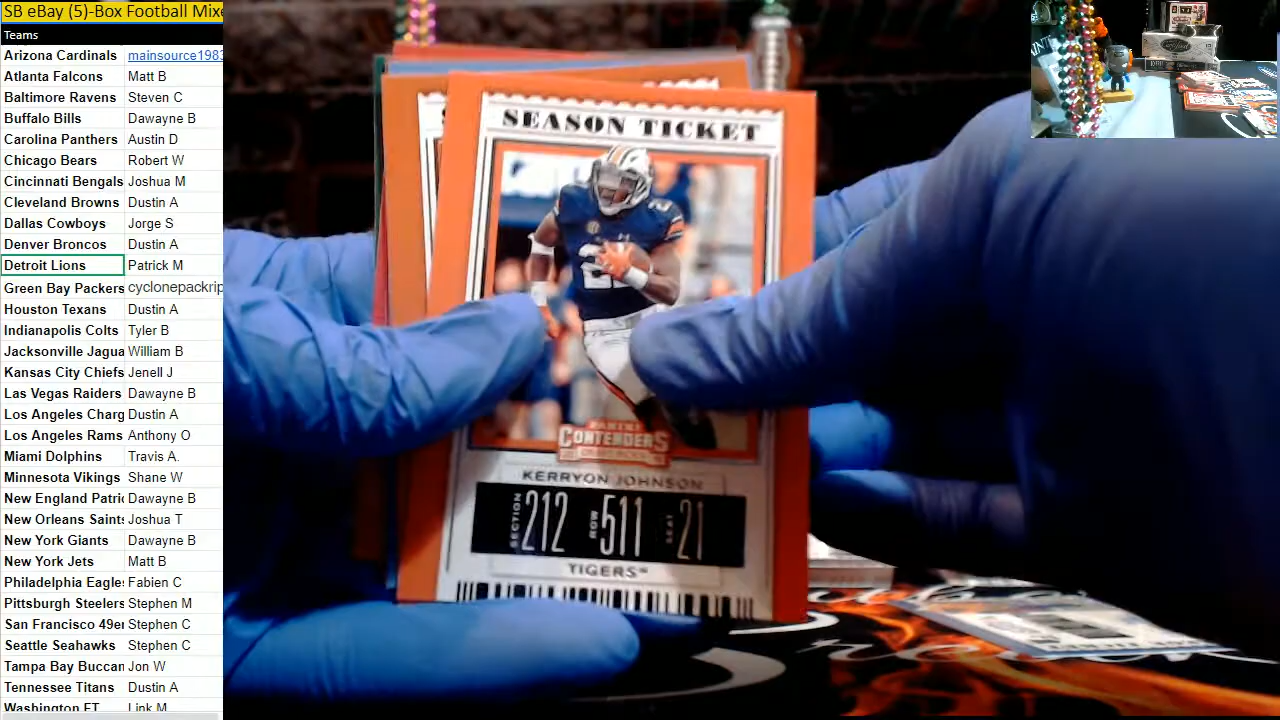 SB eBay (5)-Box Football Mixe
Teams
Arizona Cardinals mainsource1983
Atlanta Falcons Matt B
Baltimore Ravens Steven C
Buffalo Bills Dawayne B
Carolina Panthers Austin D
Chicago Bears Robert W
Cincinnati Bengals Joshua M
Cleveland Browns Dustin A
Dallas Cowboys Jorge S
Denver Broncos Dustin A
Detroit Lions Patrick M
Green Bay Packers cyclonepackrip
Houston Texans Dustin A
Indianapolis Colts Tyler B
Jacksonville Jagua William B
Kansas City Chiefs Jenell J
Las Vegas Raiders Dawayne B
Los Angeles Charg Dustin A
Los Angeles Rams Anthony O
Miami Dolphins Travis A.
Minnesota Vikings Shane W
New England Patri Dawayne B
New Orleans Saints Joshua T
New York Giants Dawayne B
New York Jets Matt B
Philadelphia Eagle Fabien C
Pittsburgh Steelers Stephen M
San Francisco 49e Stephen C
Seattle Seahawks Stephen C
Tampa Bay Buccan Jon W
Tennessee Titans Dustin A
Washington FT Link M
SEASON TICKET
PANINI
CONTENDERS
KERRYON JOHNSON
SECTION 212 ROW 511 SEAT 21
TIGERS